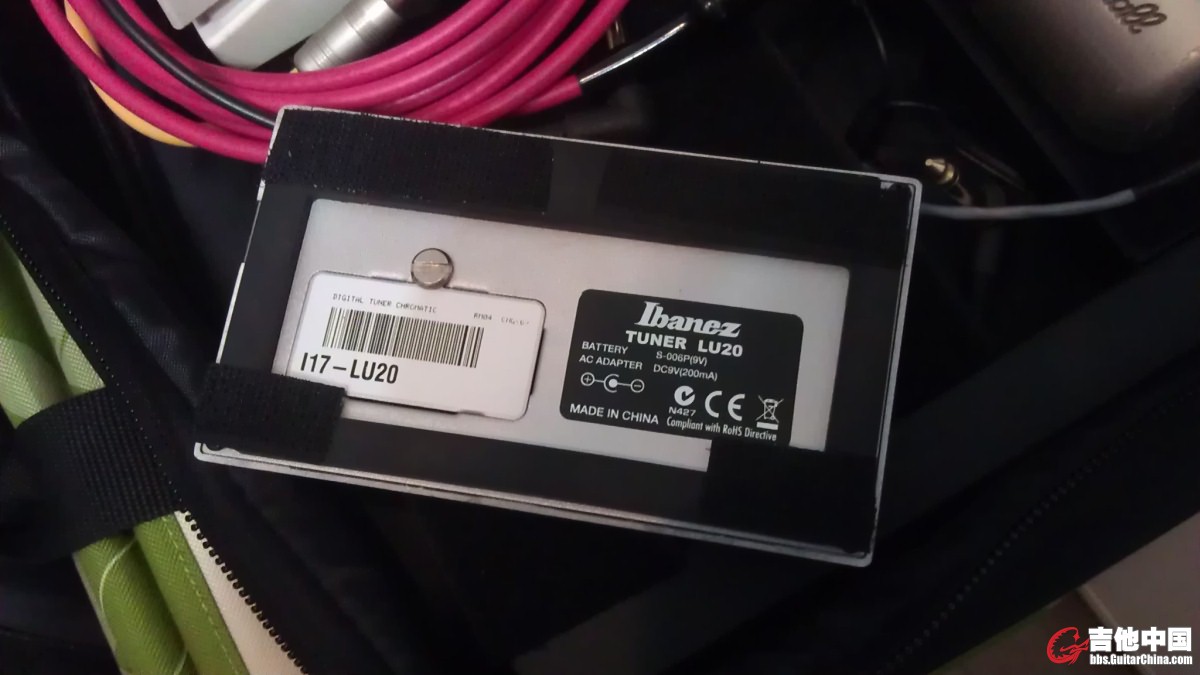 DIGITAL TUNER CHROMATIC
I17-LU20
Ibanez
TUNER LU20
BATTERY S-006P(9V)
AC ADAPTER DC9V(200mA)
N427
CE
MADE IN CHINA
Compliant with RoHS Directive
吉他中国
bbs.GuitarChina.com